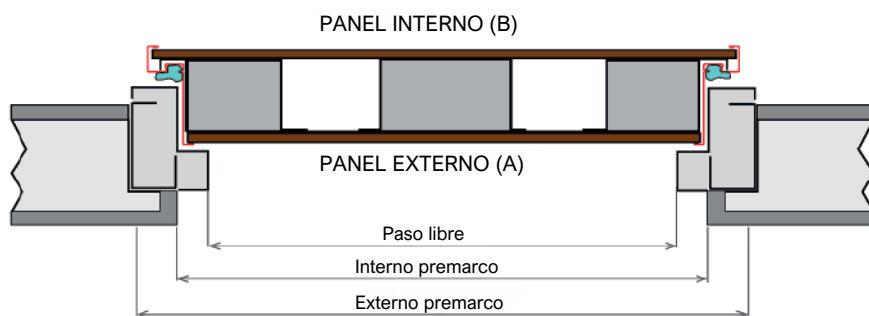 PANEL INTERNO (B)
PANEL EXTERNO (A)
Paso libre
Interno premarco
Externo premarco